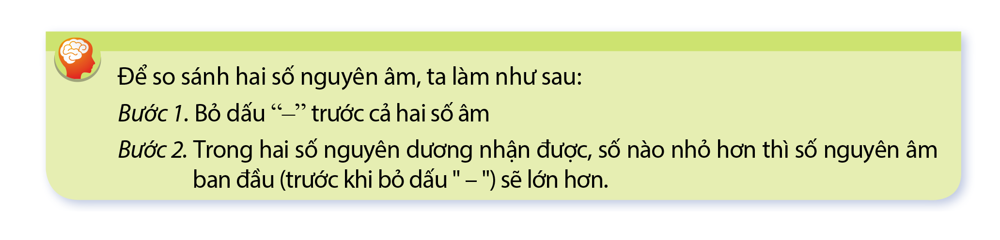 Để so sánh hai số nguyên âm, ta làm như sau:
Bước 1. Bỏ dấu “–” trước cả hai số âm
Bước 2. Trong hai số nguyên dương nhận được, số nào nhỏ hơn thì số nguyên âm
ban đầu (trước khi bỏ dấu " – ") sẽ lớn hơn.